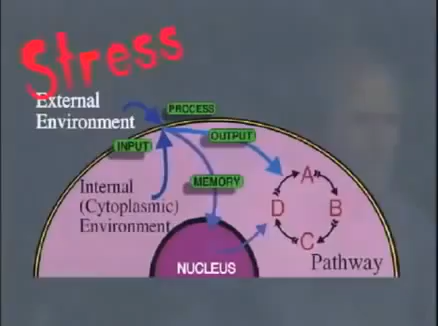 Stress
External
Environment
PROCESS
INPUT
OUTPUT
MEMORY
Internal
(Cytoplasmic)
Environment
A
D
B
C
NUCLEUS
Pathway